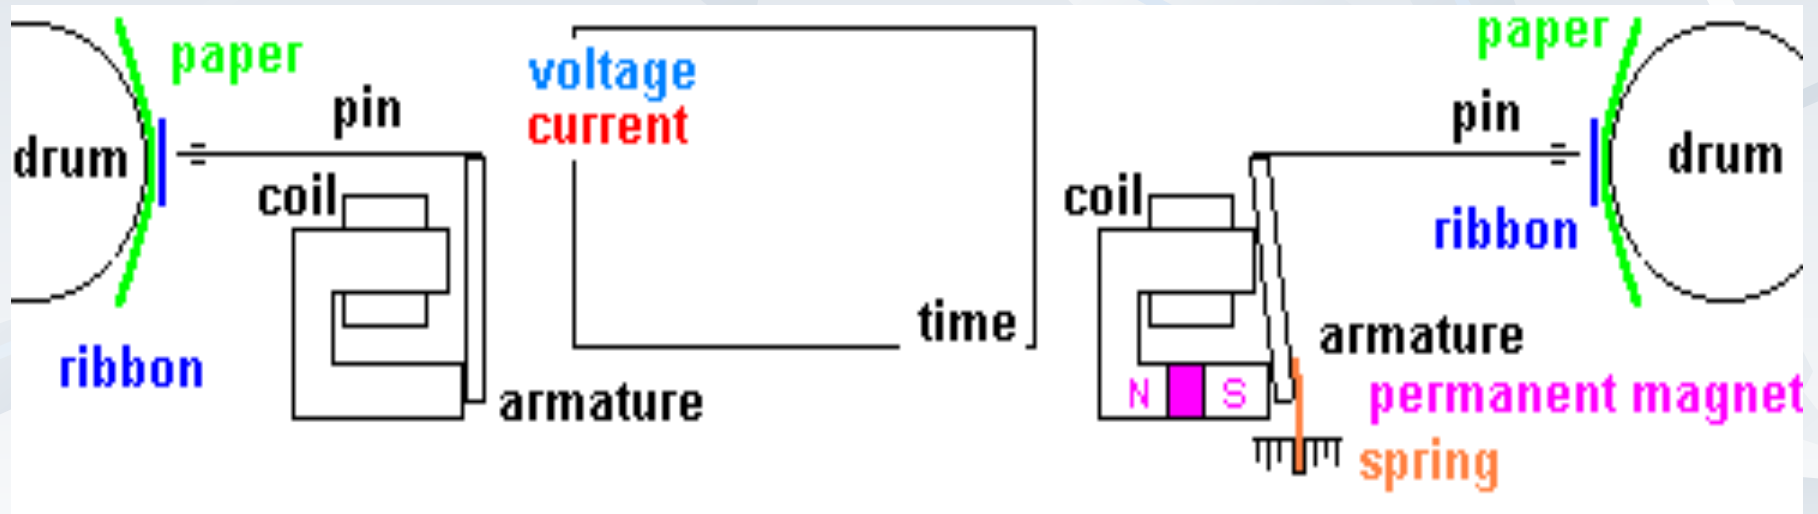 paper
pin
drum
coil
ribbon
armature
voltage
current
time
paper
pin
drum
coil
ribbon
armature
N S
permanent magnet
spring